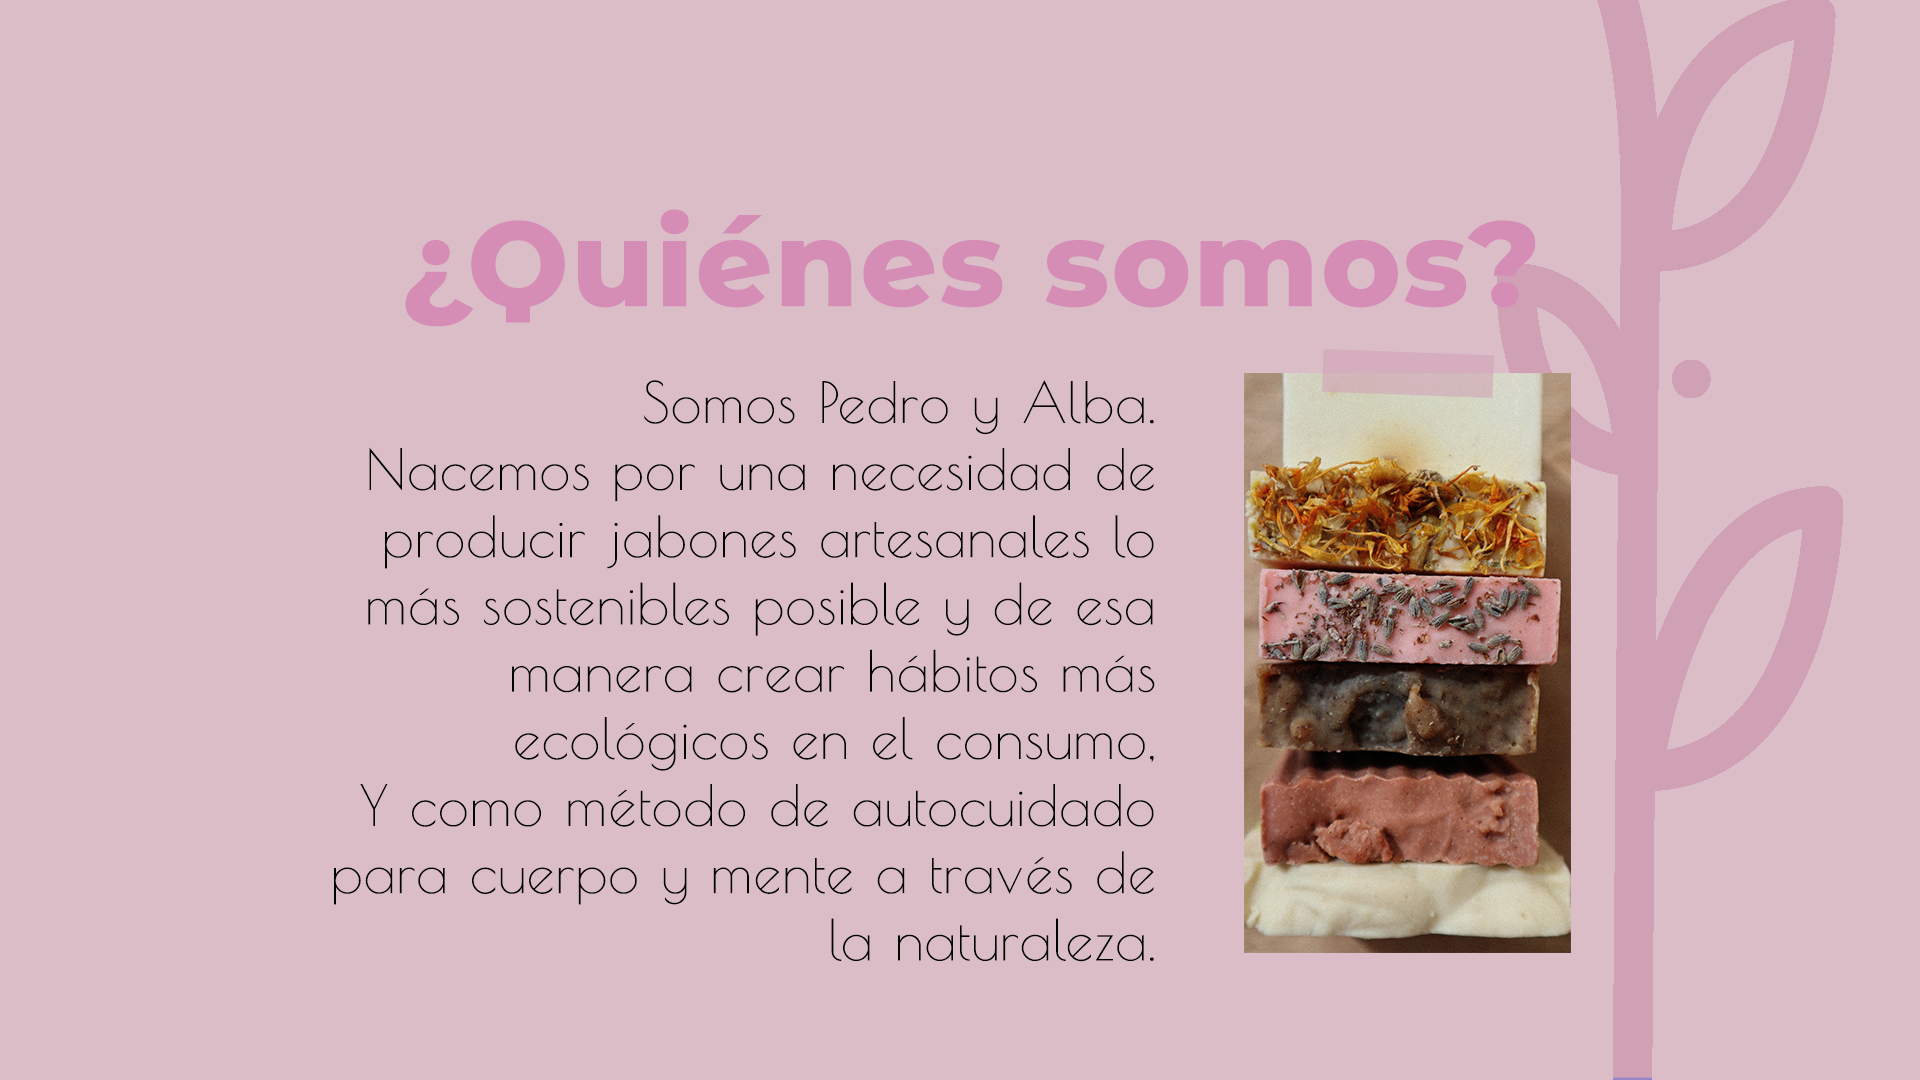 ¿Quiénes somos?
Somos Pedro y Alba.
Nacemos por una necesidad de
producir jabones artesanales lo
más sostenibles posible y de esa
manera crear hábitos más
ecológicos en el consumo,
Y como método de autocuidado
para cuerpo y mente a través de
la naturaleza.